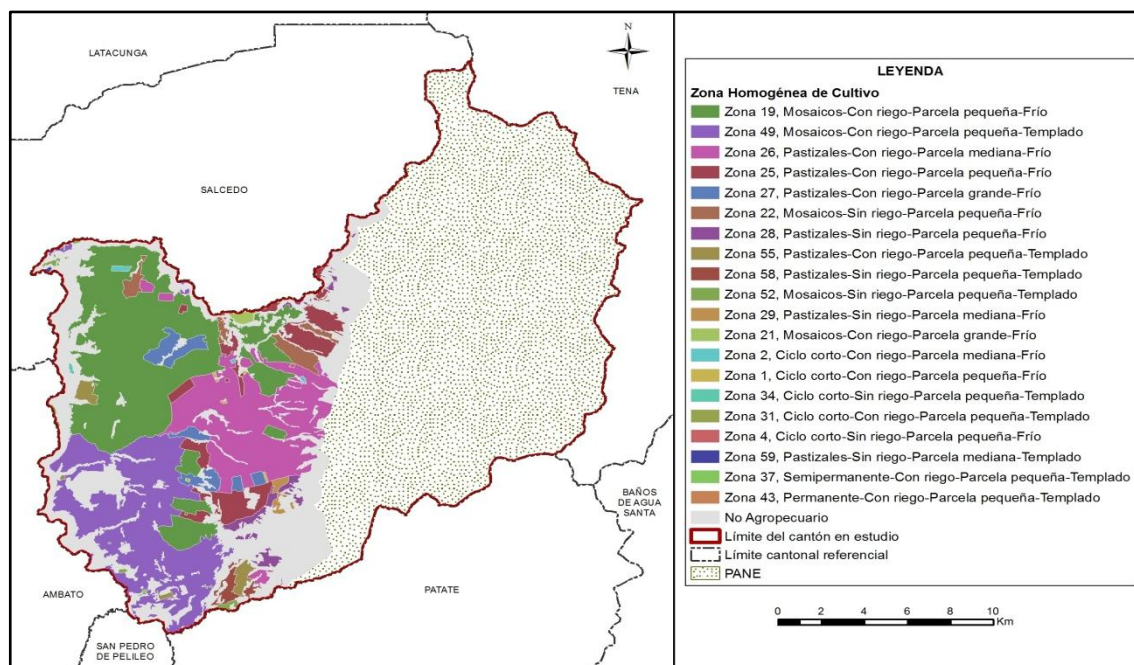 LATACUNGA
N
TENA
SALCEDO
BAÑOS
DE AGUA
SANTA
AMBATO
PATATE
SAN PEDRO
DE PELILEO
LEYENDA
Zona Homogénea de Cultivo
Zona 19, Mosaicos-Con riego-Parcela pequeña-Frío
Zona 49, Mosaicos-Con riego-Parcela pequeña-Templado
Zona 26, Pastizales-Con riego-Parcela mediana-Frío
Zona 25, Pastizales-Con riego-Parcela pequeña-Frío
Zona 27, Pastizales-Con riego-Parcela grande-Frío
Zona 22, Mosaicos-Sin riego-Parcela pequeña-Frío
Zona 28, Pastizales-Sin riego-Parcela pequeña-Frío
Zona 55, Pastizales-Con riego-Parcela pequeña-Templado
Zona 58, Pastizales-Sin riego-Parcela pequeña-Templado
Zona 52, Mosaicos-Sin riego-Parcela pequeña-Templado
Zona 29, Pastizales-Sin riego-Parcela mediana-Frío
Zona 21, Mosaicos-Con riego-Parcela grande-Frío
Zona 2, Ciclo corto-Con riego-Parcela mediana-Frío
Zona 1, Ciclo corto-Con riego-Parcela pequeña-Frío
Zona 34, Ciclo corto-Sin riego-Parcela pequeña-Templado
Zona 31, Ciclo corto-Con riego-Parcela pequeña-Templado
Zona 4, Ciclo corto-Sin riego-Parcela pequeña-Frío
Zona 59, Pastizales-Sin riego-Parcela mediana-Templado
Zona 37, Semipermanente-Con riego-Parcela pequeña-Templado
Zona 43, Permanente-Con riego-Parcela pequeña-Templado
No Agropecuario
Límite del cantón en estudio
Límite cantonal referencial
PANE
0 2 4 6 8 10
Km